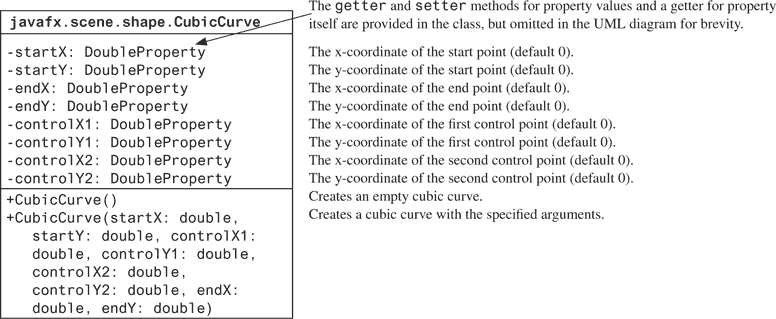 The getter and setter methods for property values and a getter for property
itself are provided in the class, but omitted in the UML diagram for brevity.
javafx.scene.shape.CubicCurve
-startX: DoubleProperty The x-coordinate of the start point (default 0).
-startY: DoubleProperty The y-coordinate of the start point (default 0).
-endX: DoubleProperty The x-coordinate of the end point (default 0).
-endY: DoubleProperty The y-coordinate of the end point (default 0).
-controlX1: DoubleProperty The x-coordinate of the first control point (default 0).
-controlY1: DoubleProperty The y-coordinate of the first control point (default 0).
-controlX2: DoubleProperty The x-coordinate of the second control point (default 0).
-controlY2: DoubleProperty The y-coordinate of the second control point (default 0).
+CubicCurve() Creates an empty cubic curve.
+CubicCurve(startX: double, Creates a cubic curve with the specified arguments.
startY: double, controlX1:
double, controlY1: double,
controlX2: double,
controlY2: double, endX:
double, endY: double)